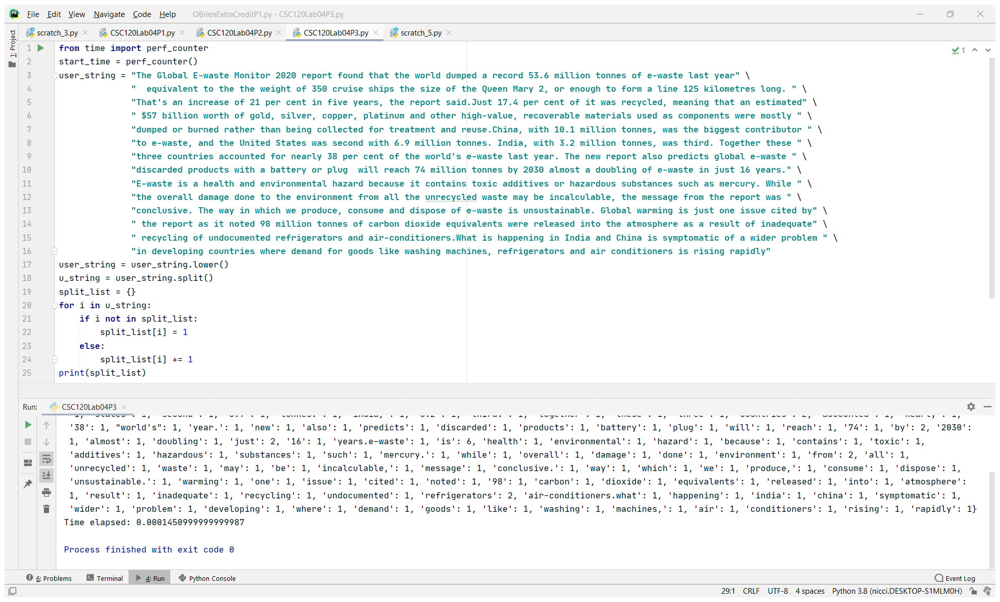 File Edit View Navigate Code Help OBrienExtraCreditP1.py - CSC120Lab04P3.py
1: Project
scratch_3.py CSC120Lab04P1.py CSC120Lab04P2.py CSC120Lab04P3.py scratch_5.py
1 from time import perf_counter
1
2 start_time = perf_counter()
3 user_string = "The Global E-waste Monitor 2020 report found that the world dumped a record 53.6 million tonnes of e-waste last year" \
4 "  equivalent to the the weight of 350 cruise ships the size of the Queen Mary 2, or enough to form a line 125 kilometres long. " \
5 "That's an increase of 21 per cent in five years, the report said.Just 17.4 per cent of it was recycled, meaning that an estimated" \
6 " $57 billion worth of gold, silver, copper, platinum and other high-value, recoverable materials used as components were mostly " \
7 "dumped or burned rather than being collected for treatment and reuse.China, with 10.1 million tonnes, was the biggest contributor " \
8 "to e-waste, and the United States was second with 6.9 million tonnes. India, with 3.2 million tonnes, was third. Together these " \
9 "three countries accounted for nearly 38 per cent of the world's e-waste last year. The new report also predicts global e-waste " \
10 "discarded products with a battery or plug  will reach 74 million tonnes by 2030 almost a doubling of e-waste in just 16 years." \
11 "E-waste is a health and environmental hazard because it contains toxic additives or hazardous substances such as mercury. While " \
12 "the overall damage done to the environment from all the unrecycled waste may be incalculable, the message from the report was " \
13 "conclusive. The way in which we produce, consume and dispose of e-waste is unsustainable. Global warming is just one issue cited by" \
14 " the report as it noted 98 million tonnes of carbon dioxide equivalents were released into the atmosphere as a result of inadequate" \
15 " recycling of undocumented refrigerators and air-conditioners.What is happening in India and China is symptomatic of a wider problem " \
16 "in developing countries where demand for goods like washing machines, refrigerators and air conditioners is rising rapidly"
17 user_string = user_string.lower()
18 u_string = user_string.split()
19 split_list = {}
20 for i in u_string:
21     if i not in split_list:
22         split_list[i] = 1
23     else:
24         split_list[i] += 1
25 print(split_list)
Run: CSC120Lab04P3
1, 'states': 1, 'second': 1, '6.9': 1, 'tonnes.': 1, 'india,': 1, '3.2': 1, 'third.': 1, 'together': 1, 'these': 1, 'three': 1, 'countries': 2, 'accounted': 1, 'nearly': 1,
'38': 1, "world's": 1, 'year.': 1, 'new': 1, 'also': 1, 'predicts': 1, 'discarded': 1, 'products': 1, 'battery': 1, 'plug': 1, 'will': 1, 'reach': 1, '74': 1, 'by': 2, '2030':
1, 'almost': 1, 'doubling': 1, 'just': 2, '16': 1, 'years.e-waste': 1, 'is': 6, 'health': 1, 'environmental': 1, 'hazard': 1, 'because': 1, 'contains': 1, 'toxic': 1,
'additives': 1, 'hazardous': 1, 'substances': 1, 'such': 1, 'mercury.': 1, 'while': 1, 'overall': 1, 'damage': 1, 'done': 1, 'environment': 1, 'from': 2, 'all': 1,
'unrecycled': 1, 'waste': 1, 'may': 1, 'be': 1, 'incalculable,': 1, 'message': 1, 'conclusive.': 1, 'way': 1, 'which': 1, 'we': 1, 'produce,': 1, 'consume': 1, 'dispose': 1,
'unsustainable.': 1, 'warming': 1, 'one': 1, 'issue': 1, 'cited': 1, 'noted': 1, '98': 1, 'carbon': 1, 'dioxide': 1, 'equivalents': 1, 'released': 1, 'into': 1, 'atmosphere':
1, 'result': 1, 'inadequate': 1, 'recycling': 1, 'undocumented': 1, 'refrigerators': 2, 'air-conditioners.what': 1, 'happening': 1, 'india': 1, 'china': 1, 'symptomatic': 1,
'wider': 1, 'problem': 1, 'developing': 1, 'where': 1, 'demand': 1, 'goods': 1, 'like': 1, 'washing': 1, 'machines,': 1, 'air': 1, 'conditioners': 1, 'rising': 1, 'rapidly': 1}
Time elapsed: 0.0001450999999999987
Process finished with exit code 0
6: Problems Terminal 4: Run Python Console Event Log
29:1 CRLF UTF-8 4 spaces Python 3.8 (nicci.DESKTOP-S1MLM0H)